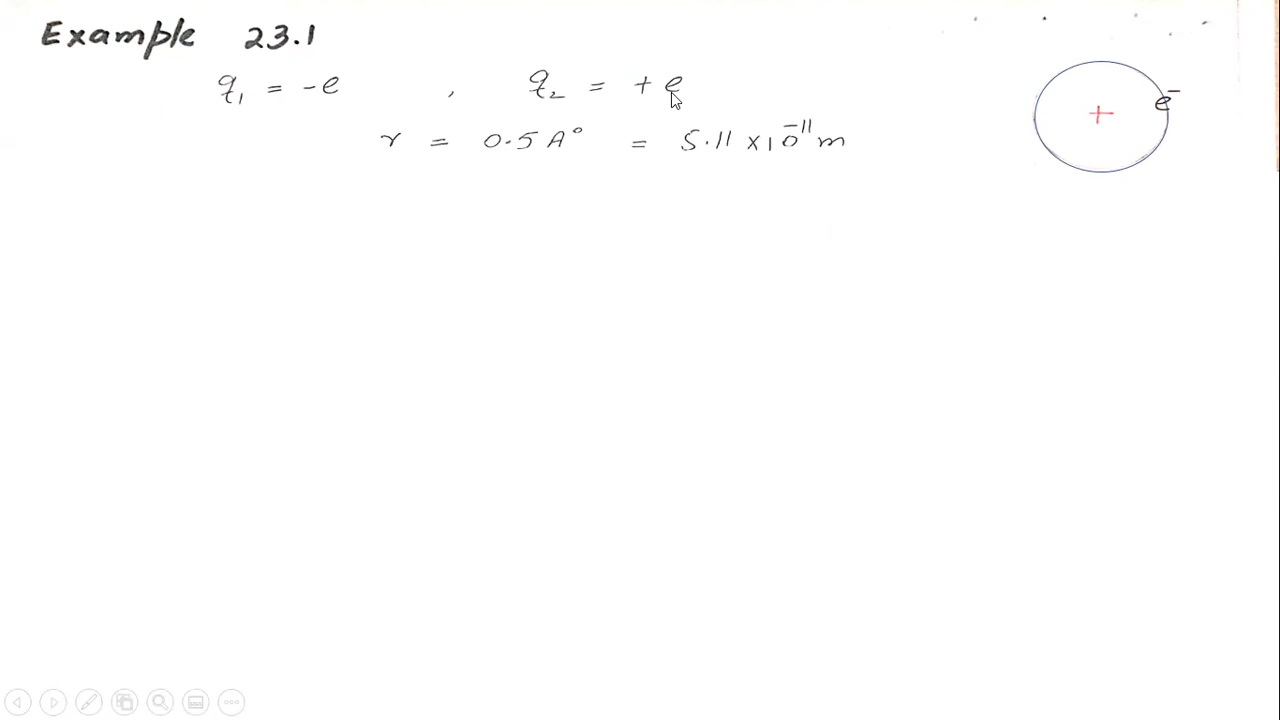 Example 23.1
q₁ = -e , q₂ = + e
r = 0.5 A° = 5.11 × 10⁻¹¹ m
+
e⁻